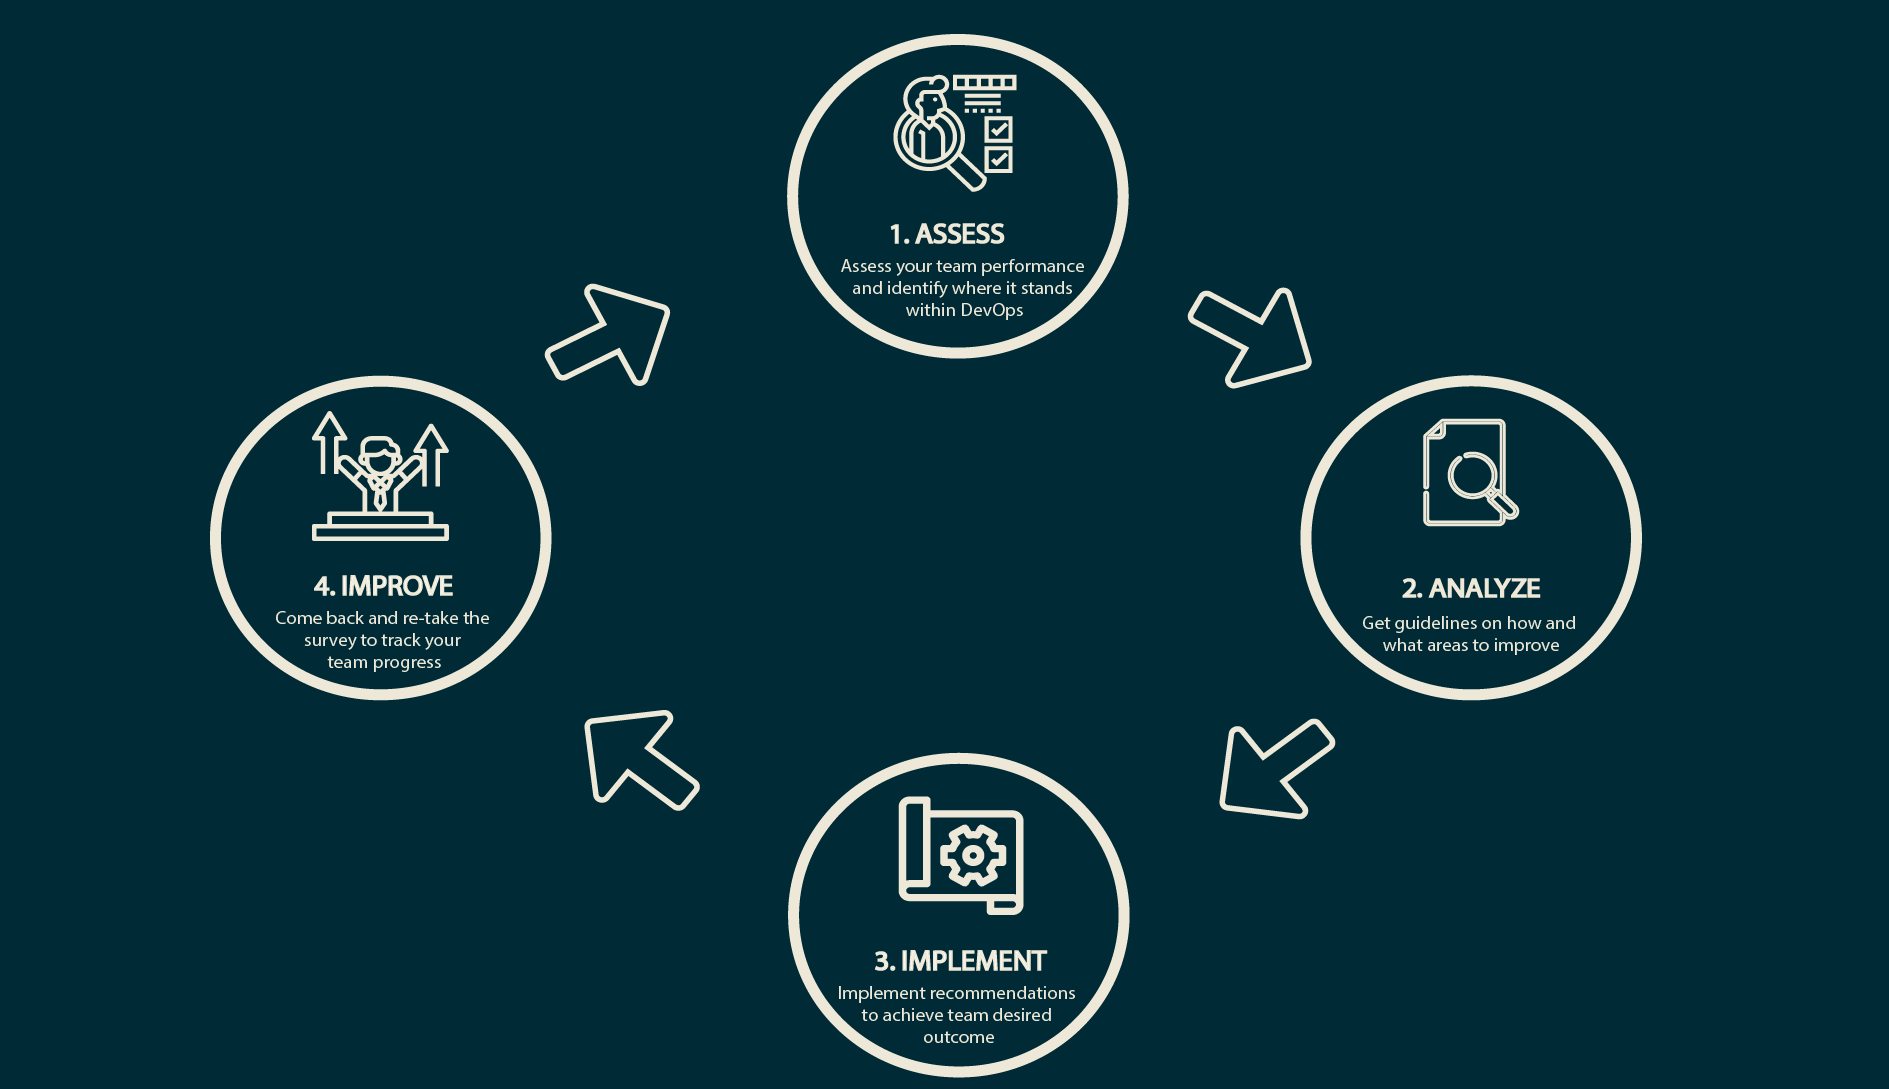 1. ASSESS
Assess your team performance
and identify where it stands
within DevOps
2. ANALYZE
Get guidelines on how and
what areas to improve
3. IMPLEMENT
Implement recommendations
to achieve team desired
outcome
4. IMPROVE
Come back and re-take the
survey to track your
team progress